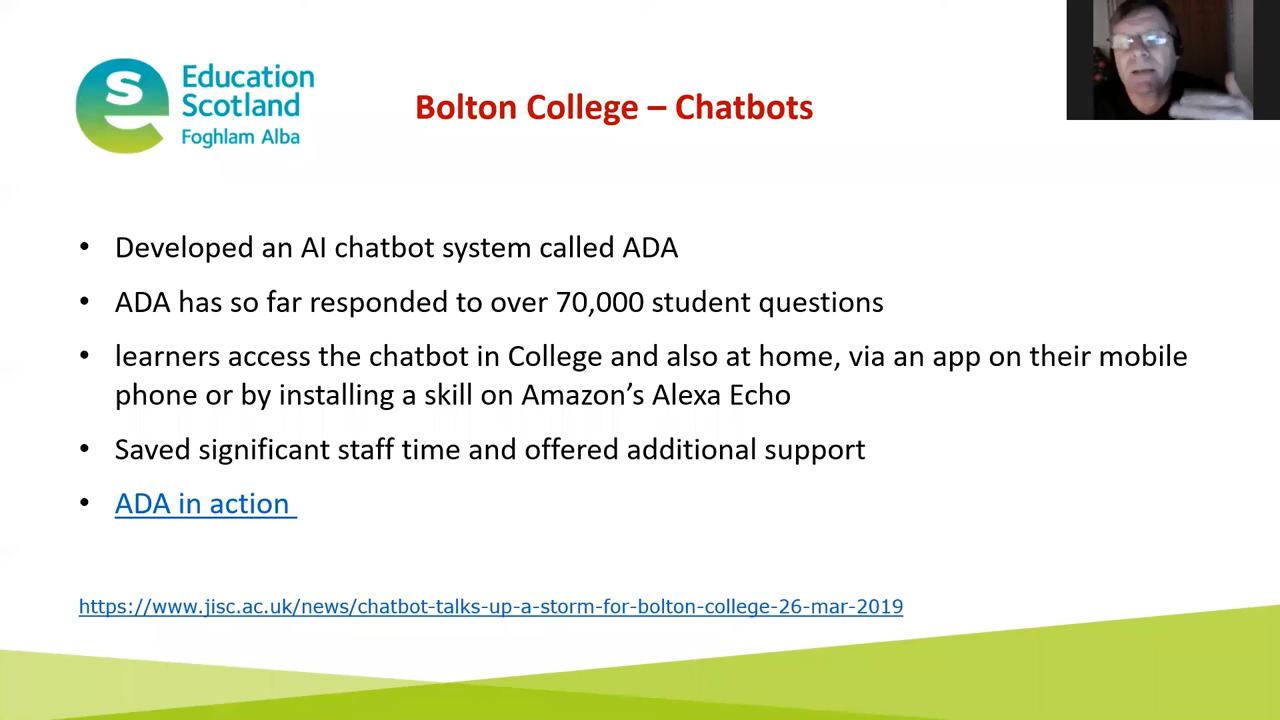 Education
Scotland
Foghlam Alba
Bolton College – Chatbots
• Developed an AI chatbot system called ADA
• ADA has so far responded to over 70,000 student questions
• learners access the chatbot in College and also at home, via an app on their mobile
phone or by installing a skill on Amazon’s Alexa Echo
• Saved significant staff time and offered additional support
• ADA in action
https://www.jisc.ac.uk/news/chatbot-talks-up-a-storm-for-bolton-college-26-mar-2019